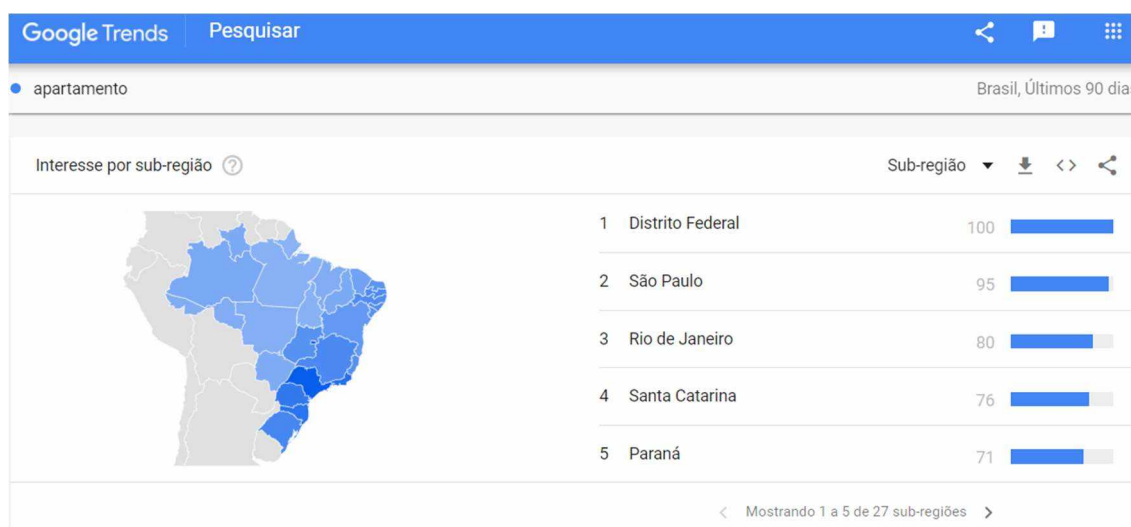 Google Trends Pesquisar
apartamento Brasil, Últimos 90 dia
Interesse por sub-região Sub-região
1 Distrito Federal 100
2 São Paulo 95
3 Rio de Janeiro 80
4 Santa Catarina 76
5 Paraná 71
Mostrando 1 a 5 de 27 sub-regiões